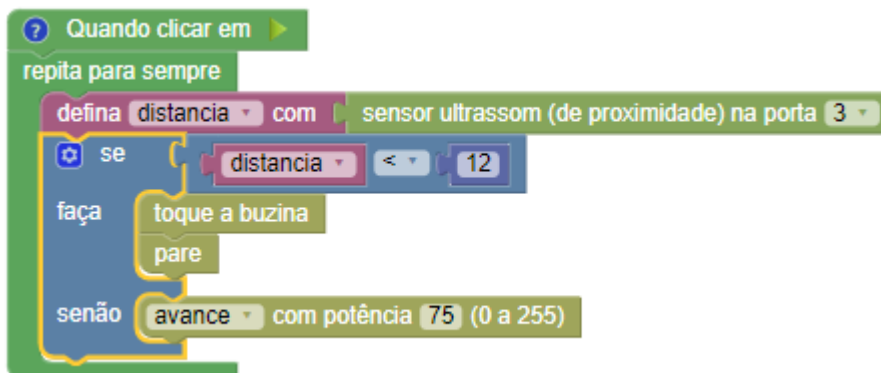 ? Quando clicar em
repita para sempre
defina distancia com sensor ultrassom (de proximidade) na porta 3
se distancia < 12
faça toque a buzina
pare
senão avance com potência 75 (0 a 255)